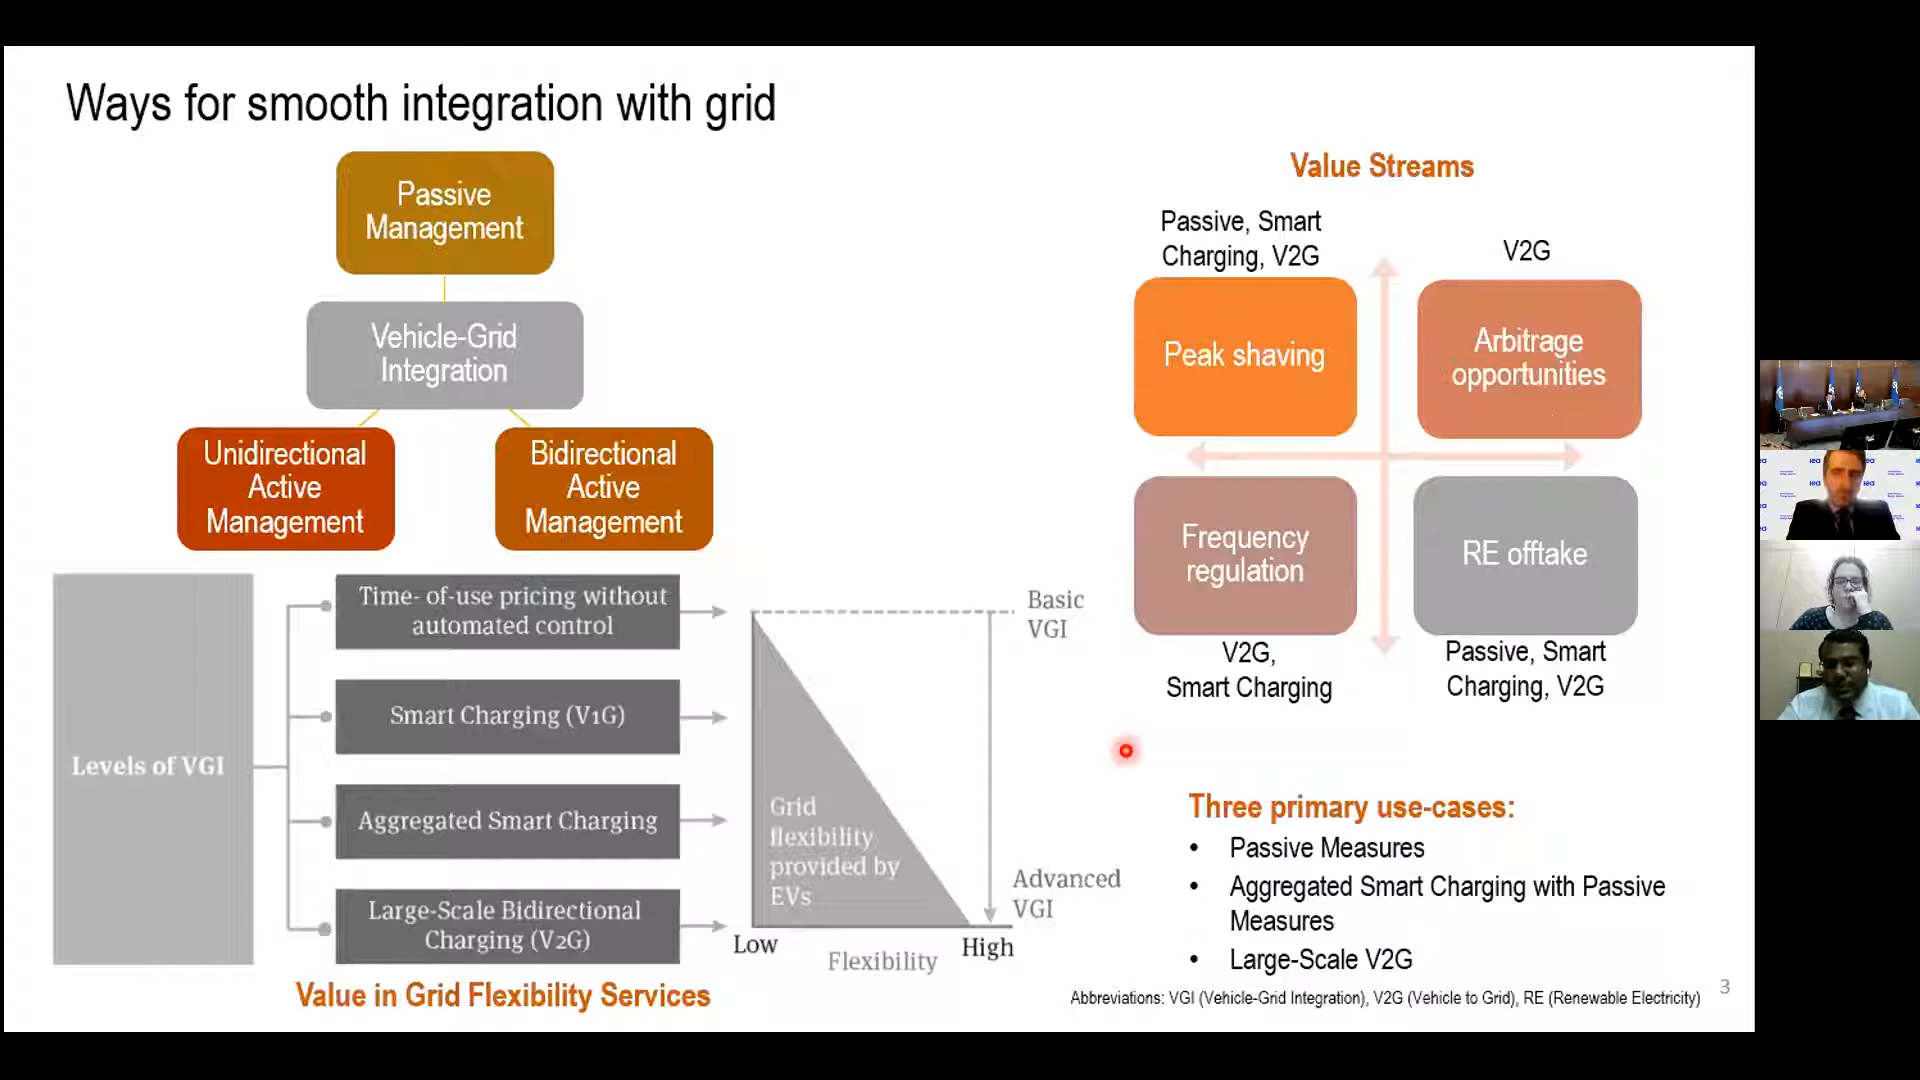 Ways for smooth integration with grid
Passive
Management
Vehicle-Grid
Integration
Unidirectional
Active
Management
Bidirectional
Active
Management
Levels of VGI
Time- of-use pricing without
automated control
Smart Charging (V1G)
Aggregated Smart Charging
Large-Scale Bidirectional
Charging (V2G)
Grid
flexibility
provided by
EVs
Basic
VGI
Advanced
VGI
Low
High
Flexibility
Value in Grid Flexibility Services
Value Streams
Passive, Smart
Charging, V2G
V2G
Peak shaving
Arbitrage
opportunities
Frequency
regulation
RE offtake
V2G,
Smart Charging
Passive, Smart
Charging, V2G
Three primary use-cases:
• Passive Measures
• Aggregated Smart Charging with Passive
Measures
• Large-Scale V2G
Abbreviations: VGI (Vehicle-Grid Integration), V2G (Vehicle to Grid), RE (Renewable Electricity)
3
iea